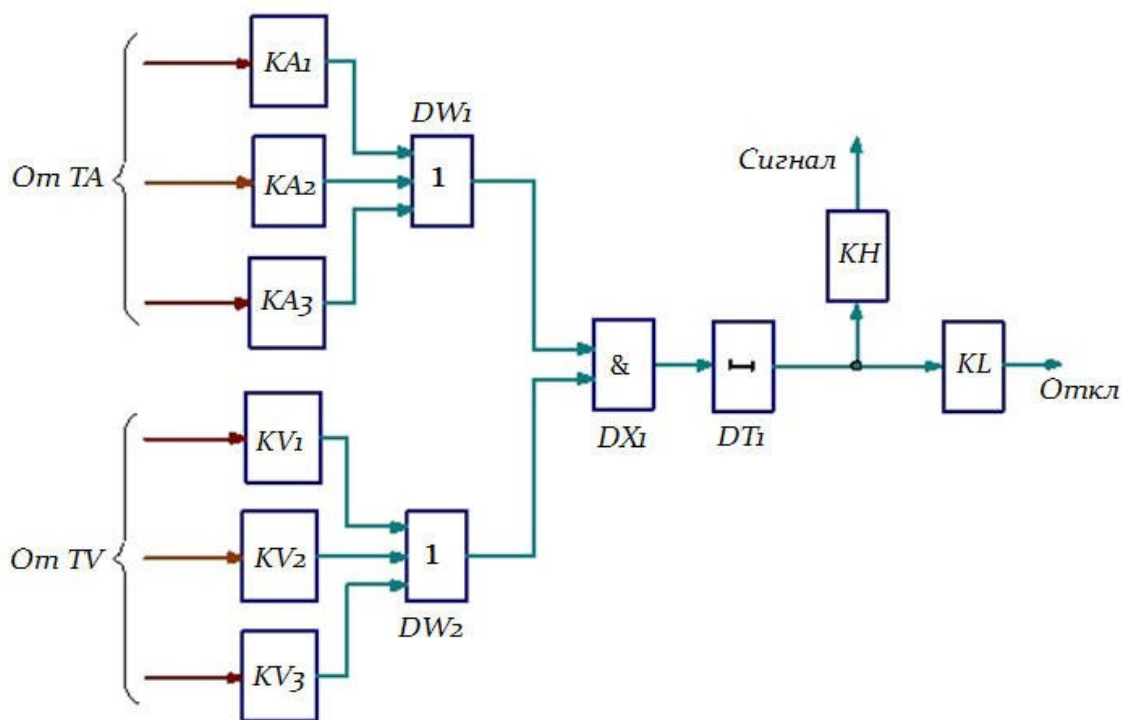 От TA
KA1
KA2
KA3
DW1
1
От TV
KV1
KV2
KV3
1
DW2
&
DX1
DT1
Сигнал
KH
KL
Откл